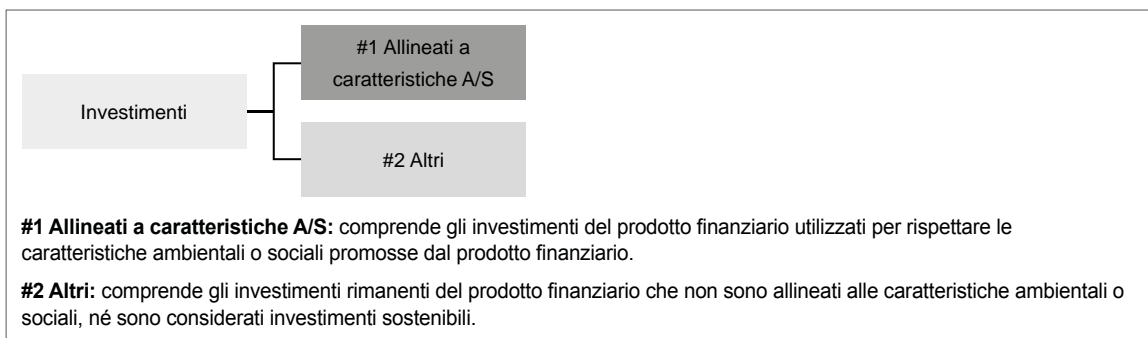 #1 Allineati a
caratteristiche A/S
Investimenti
#2 Altri
#1 Allineati a caratteristiche A/S: comprende gli investimenti del prodotto finanziario utilizzati per rispettare le
caratteristiche ambientali o sociali promosse dal prodotto finanziario.
#2 Altri: comprende gli investimenti rimanenti del prodotto finanziario che non sono allineati alle caratteristiche ambientali o
sociali, né sono considerati investimenti sostenibili.